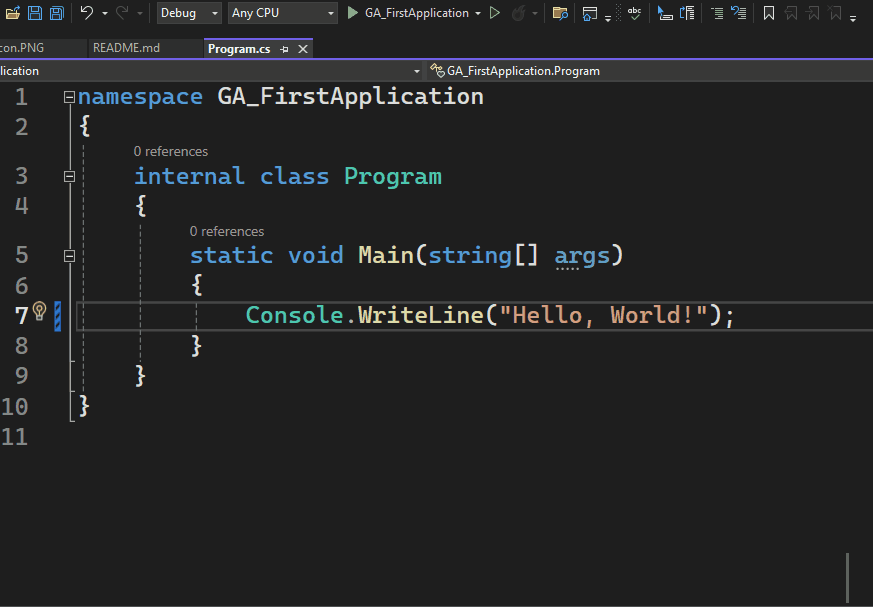 Debug Any CPU GA_FirstApplication abc
con.PNG README.md Program.cs
lication GA_FirstApplication.Program
1 namespace GA_FirstApplication
2 {
0 references
3 internal class Program
4 {
0 references
5 static void Main(string[] args)
6 {
7 Console.WriteLine("Hello, World!");
8 }
9 }
10 }
11